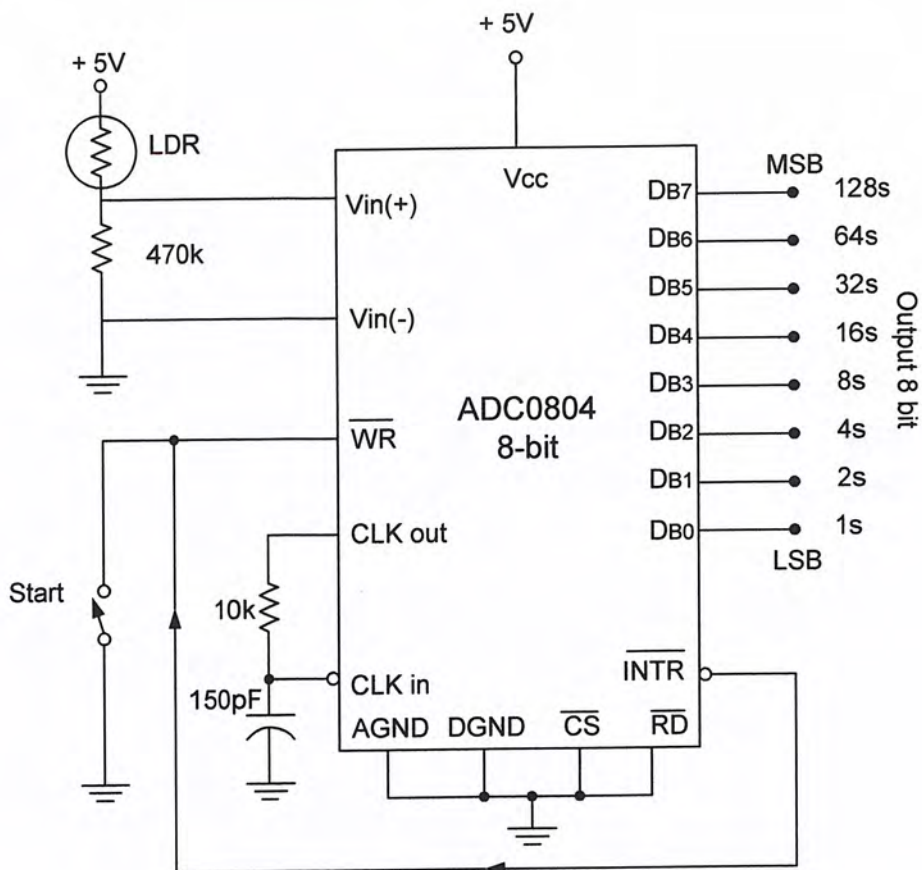 + 5V
+ 5V
LDR
470k
Vcc
Vin(+)
Vin(-)
WR
CLK out
CLK in
ADC0804
8-bit
DB7
DB6
DB5
DB4
DB3
DB2
DB1
DB0
MSB
128s
64s
32s
16s
8s
4s
2s
1s
LSB
Output 8 bit
Start
10k
150pF
INTR
AGND DGND CS RD